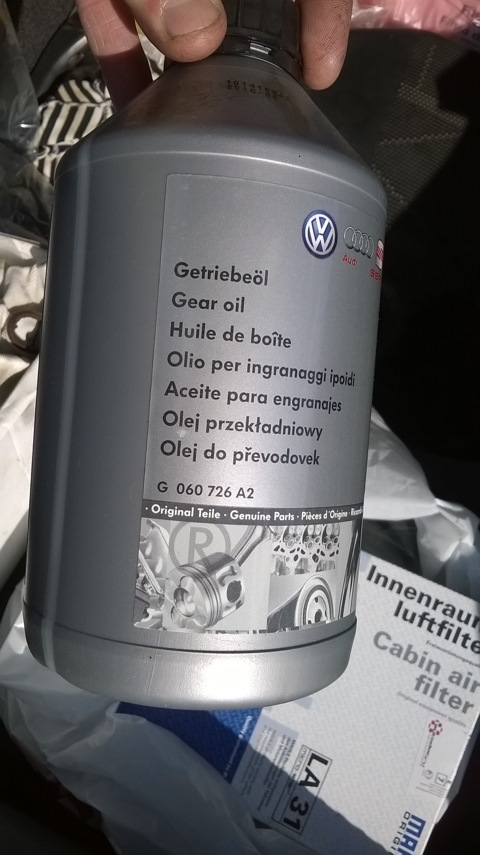 Audi
Getriebeöl
Gear oil
Huile de boîte
Olio per ingranaggi ipoidi
Aceite para engranajes
Olej przekładniowy
Olej do převodovek
G 060 726 A2
· Original Teile · Genuine Parts · Pièces d'Origine ·
®
Innenraum
luftfilte
Cabin air
filter
LA 31